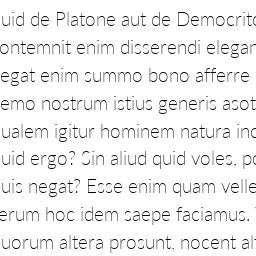 uid de Platone aut de Democrito
ontemnit enim disserendi elegan
egat enim summo bono afferre
emo nostrum istius generis asot
ualem igitur hominem natura inc
uid ergo? Sin aliud quid voles, po
uis negat? Esse enim quam velle
erum hoc idem saepe faciamus.
uorum altera prosunt, nocent alt